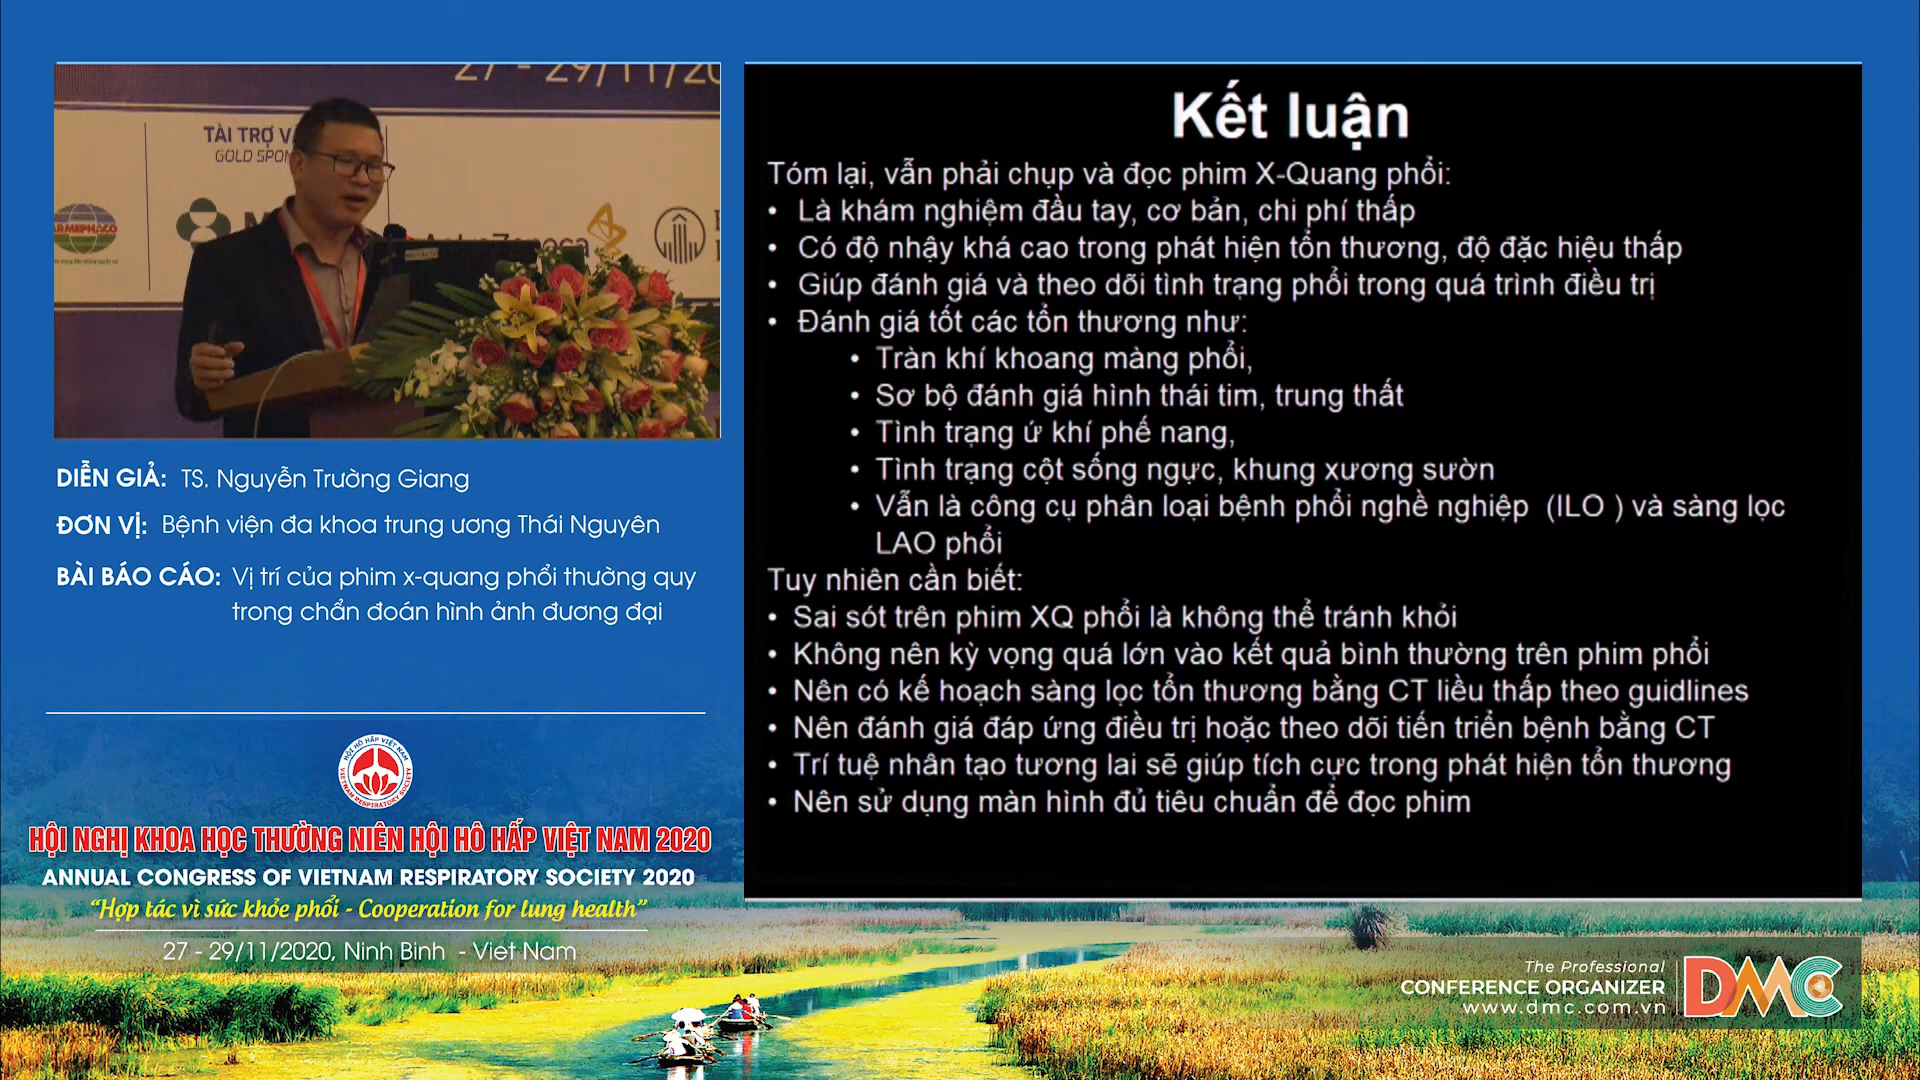 27 - 29/11/20
TÀI TRỢ V
GOLD SPON
ARMEPHACO
DIỄN GIẢ: TS. Nguyễn Trường Giang
ĐƠN VỊ: Bệnh viện đa khoa trung ương Thái Nguyên
BÀI BÁO CÁO: Vị trí của phim x-quang phổi thường quy
trong chẩn đoán hình ảnh đương đại
HỘI HÔ HẤP VIỆT NAM
VIETNAM RESPIRATORY SOCIETY
HỘI NGHỊ KHOA HỌC THƯỜNG NIÊN HỘI HÔ HẤP VIỆT NAM 2020
ANNUAL CONGRESS OF VIETNAM RESPIRATORY SOCIETY 2020
“Hợp tác vì sức khỏe phổi - Cooperation for lung health”
27 - 29/11/2020, Ninh Binh - Viet Nam
Kết luận
Tóm lại, vẫn phải chụp và đọc phim X-Quang phổi:
• Là khám nghiệm đầu tay, cơ bản, chi phí thấp
• Có độ nhậy khá cao trong phát hiện tổn thương, độ đặc hiệu thấp
• Giúp đánh giá và theo dõi tình trạng phổi trong quá trình điều trị
• Đánh giá tốt các tổn thương như:
• Tràn khí khoang màng phổi,
• Sơ bộ đánh giá hình thái tim, trung thất
• Tình trạng ứ khí phế nang,
• Tình trạng cột sống ngực, khung xương sườn
• Vẫn là công cụ phân loại bệnh phổi nghề nghiệp (ILO ) và sàng lọc
LAO phổi
Tuy nhiên cần biết:
• Sai sót trên phim XQ phổi là không thể tránh khỏi
• Không nên kỳ vọng quá lớn vào kết quả bình thường trên phim phổi
• Nên có kế hoạch sàng lọc tổn thương bằng CT liều thấp theo guidlines
• Nên đánh giá đáp ứng điều trị hoặc theo dõi tiến triển bệnh bằng CT
• Trí tuệ nhân tạo tương lai sẽ giúp tích cực trong phát hiện tổn thương
• Nên sử dụng màn hình đủ tiêu chuẩn để đọc phim
The Professional
CONFERENCE ORGANIZER
www.dmc.com.vn
DMC